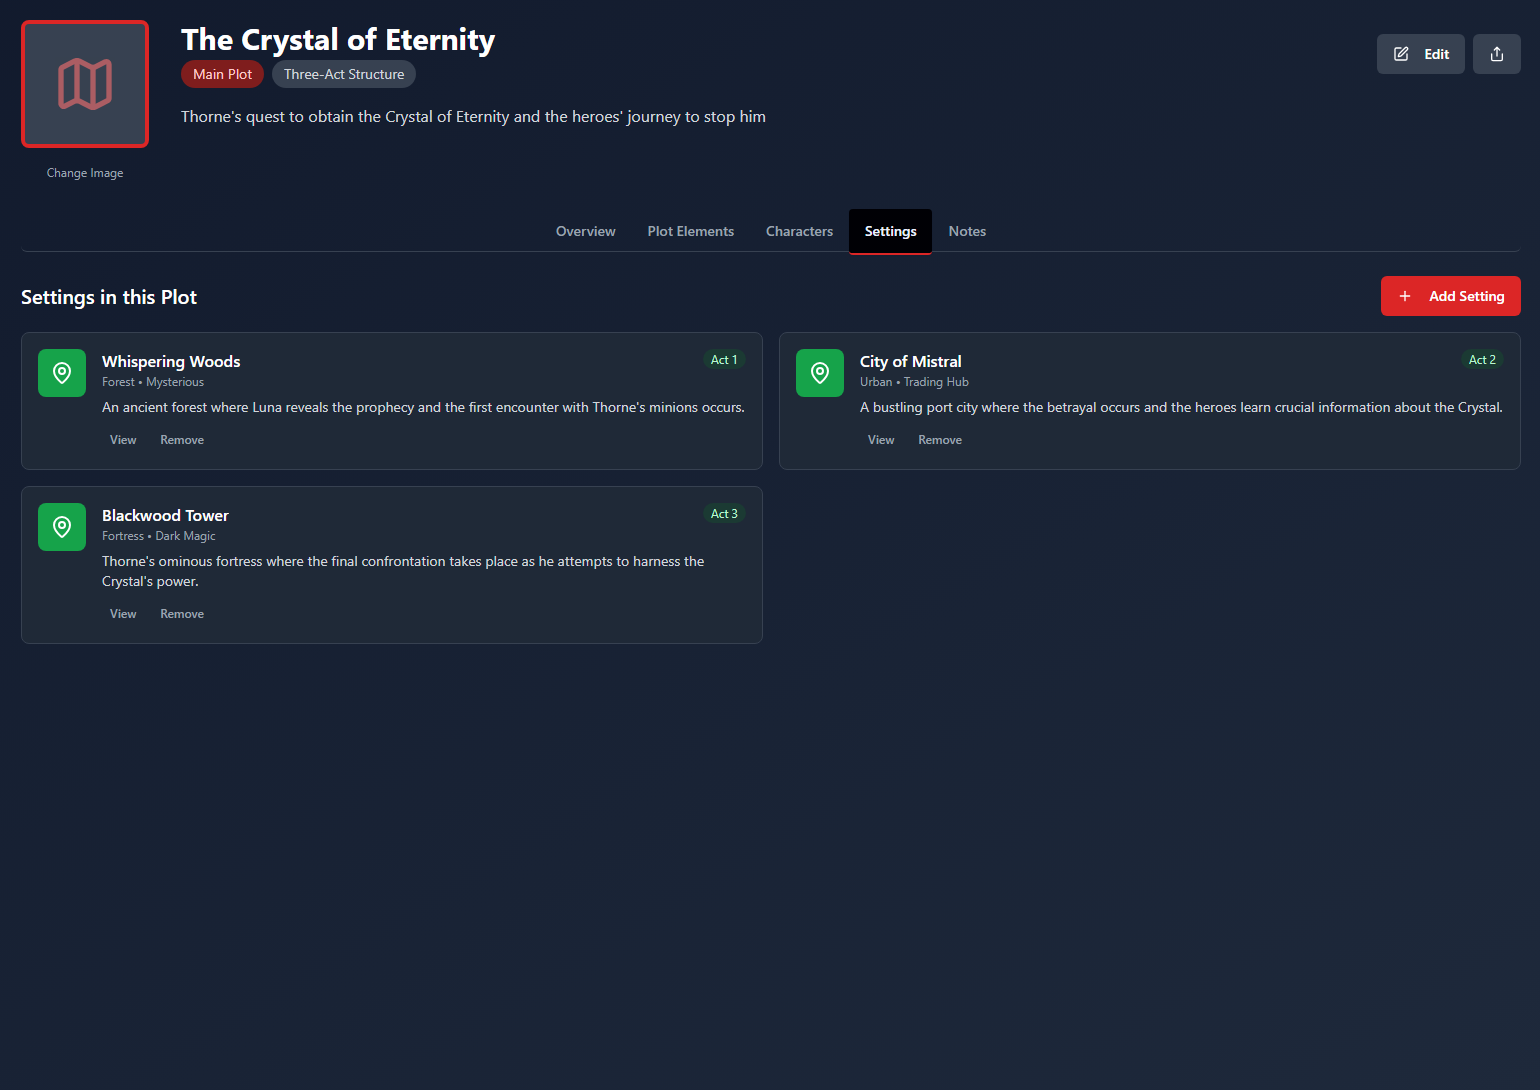 The Crystal of Eternity
Main Plot
Three-Act Structure
Edit
Thorne's quest to obtain the Crystal of Eternity and the heroes' journey to stop him
Change Image
Overview
Plot Elements
Characters
Settings
Notes
Settings in this Plot
Add Setting
Whispering Woods
Act 1
Forest • Mysterious
An ancient forest where Luna reveals the prophecy and the first encounter with Thorne's minions occurs.
View
Remove
City of Mistral
Act 2
Urban • Trading Hub
A bustling port city where the betrayal occurs and the heroes learn crucial information about the Crystal.
View
Remove
Blackwood Tower
Act 3
Fortress • Dark Magic
Thorne's ominous fortress where the final confrontation takes place as he attempts to harness the
Crystal's power.
View
Remove